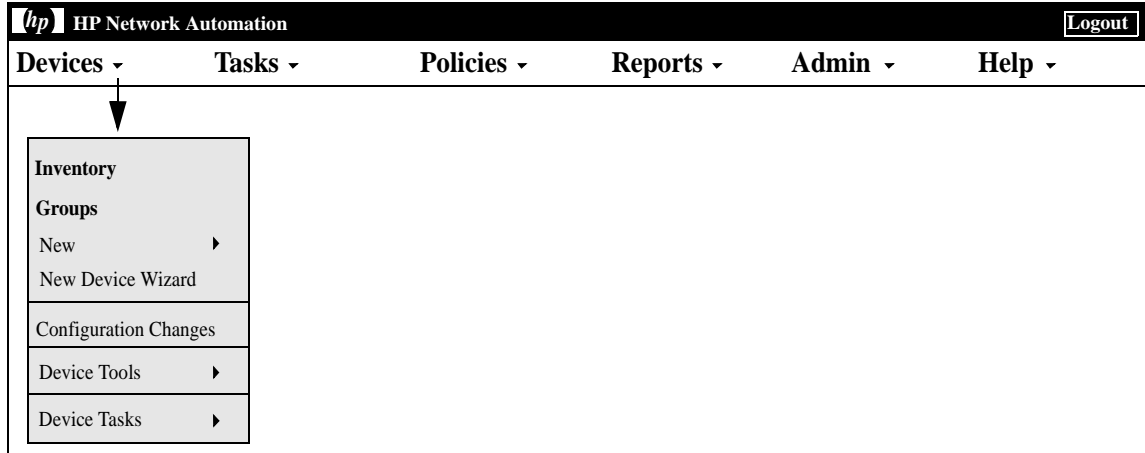 hp HP Network Automation Logout
Devices Tasks Policies Reports Admin Help
Inventory
Groups
New
New Device Wizard
Configuration Changes
Device Tools
Device Tasks